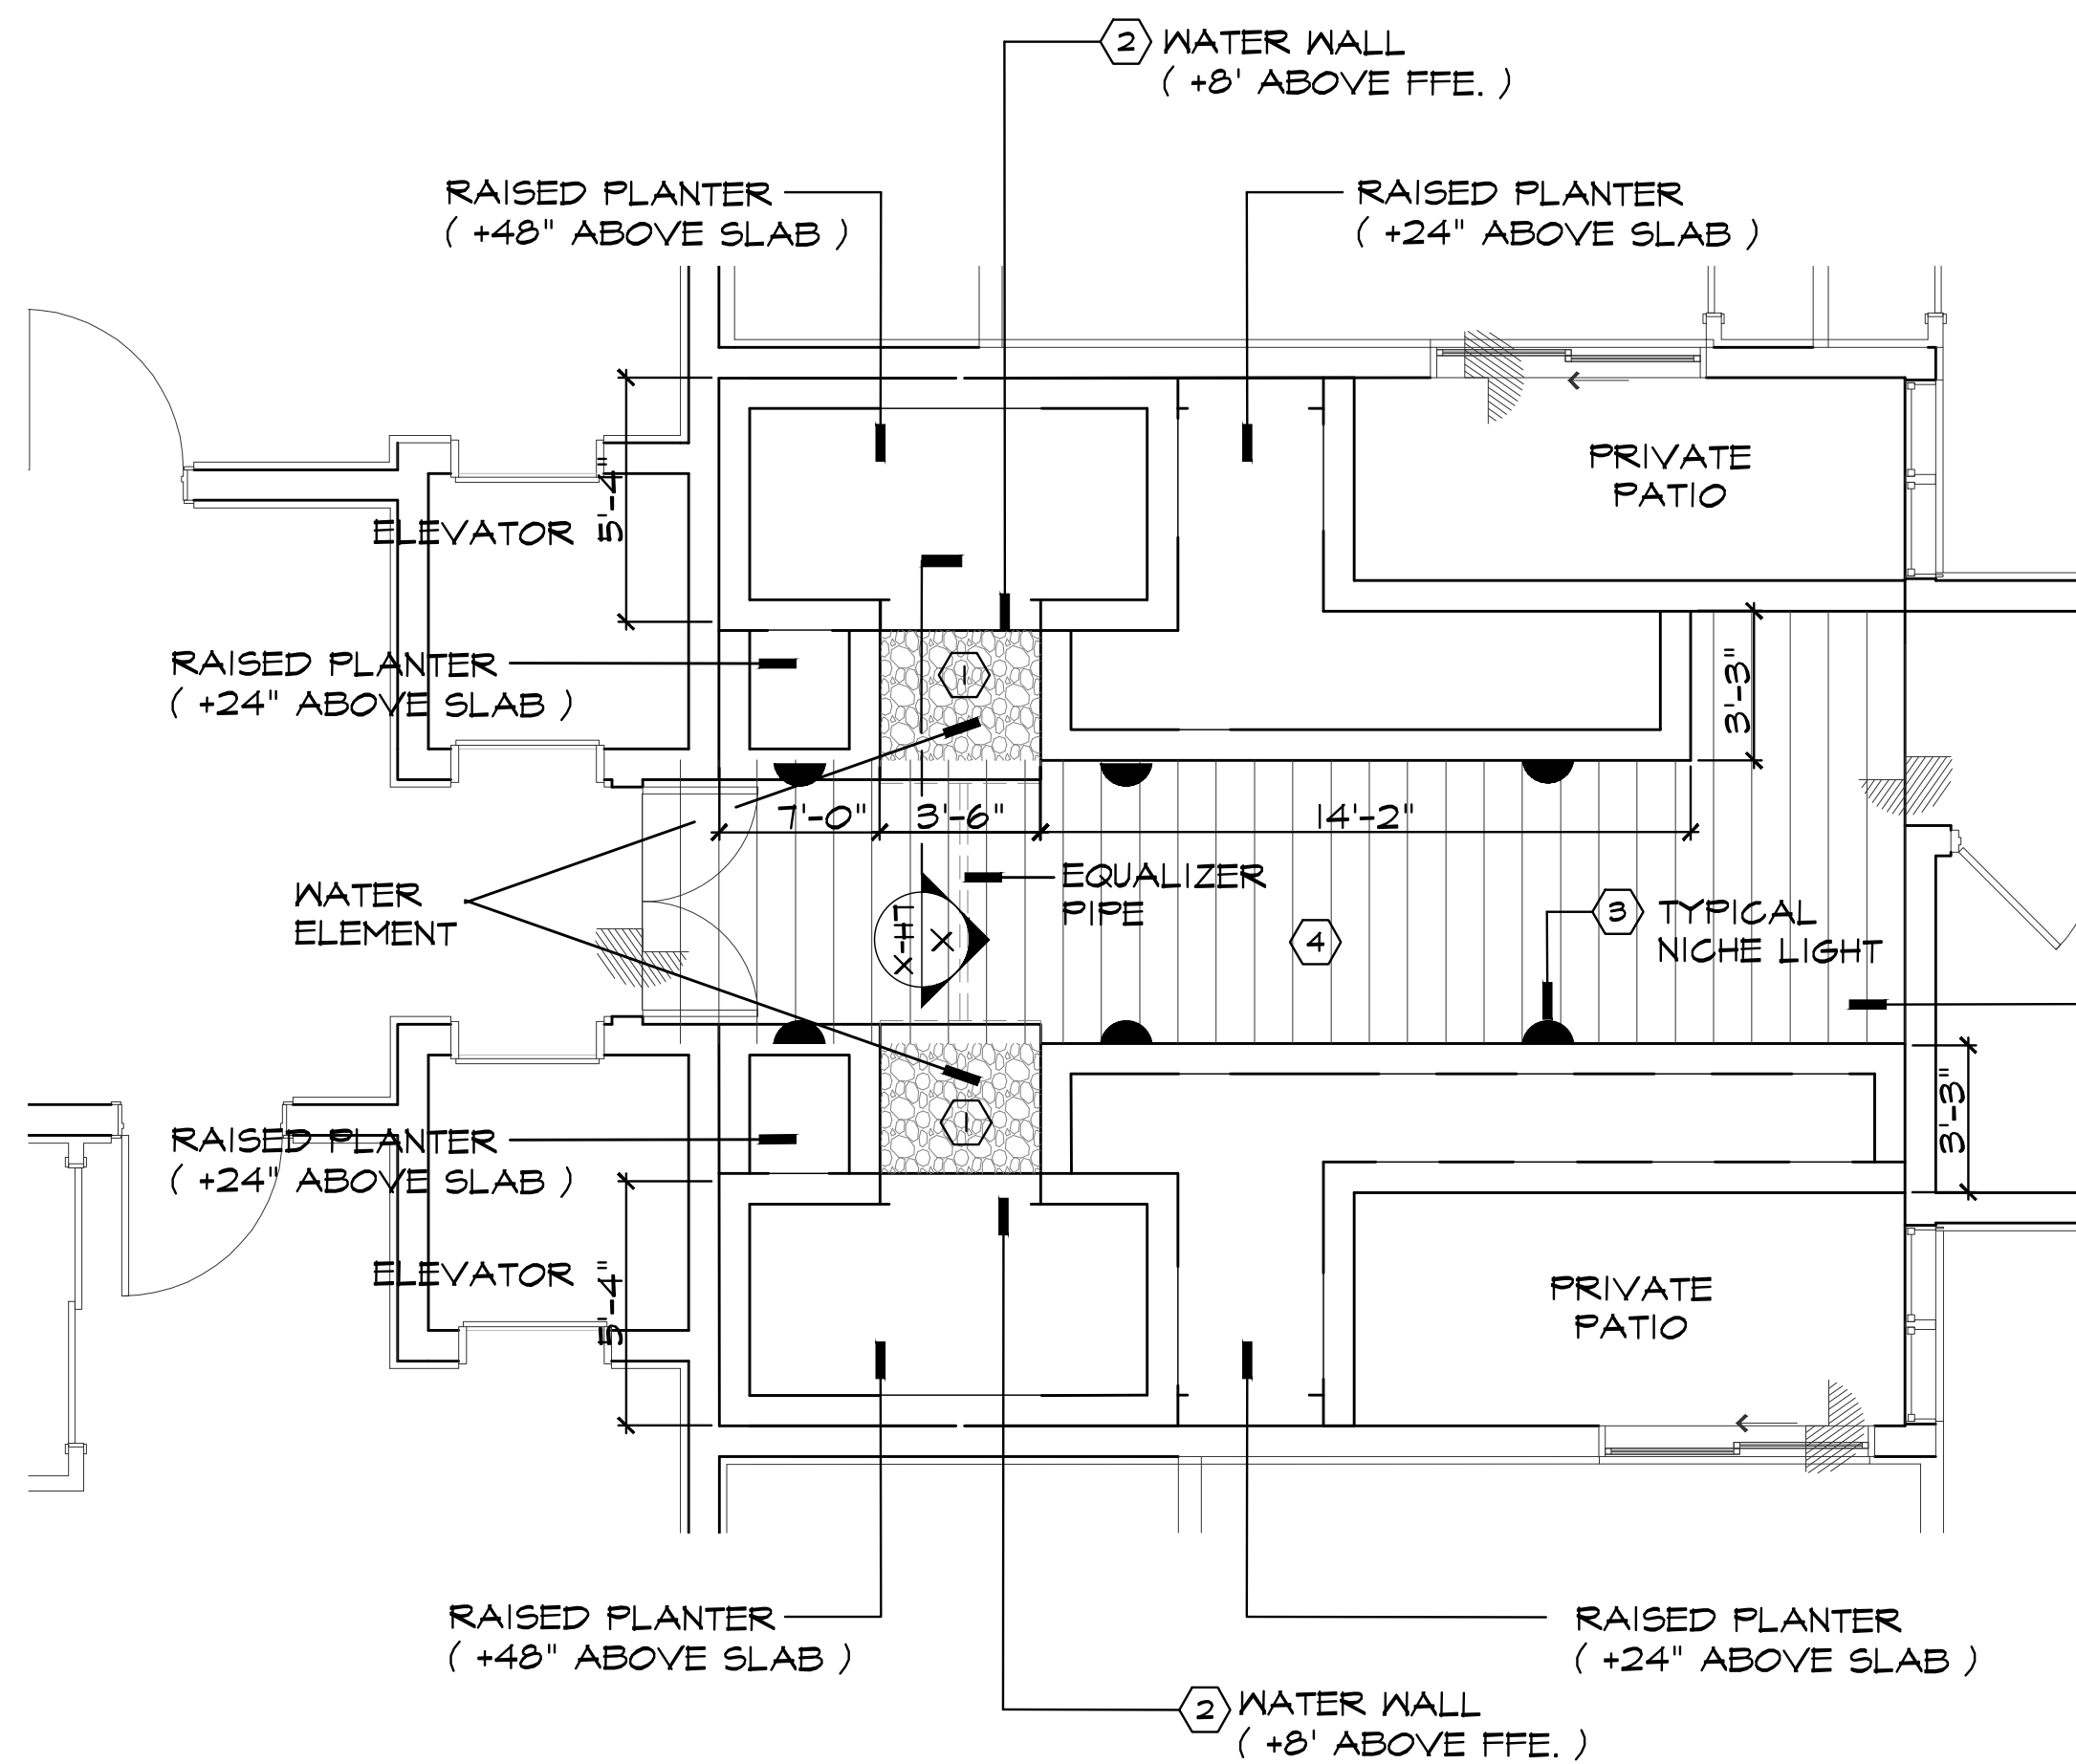 2 WATER WALL
( +8' ABOVE FFE. )
RAISED PLANTER
( +48" ABOVE SLAB )
RAISED PLANTER
( +24" ABOVE SLAB )
PRIVATE
PATIO
5'-4"
ELEVATOR
RAISED PLANTER
( +24" ABOVE SLAB )
1
3'-3"
7'-0"
3'-6"
14'-2"
WATER
ELEMENT
EQUALIZER
PIPE
X
X-H1
4
3 TYPICAL
NICHE LIGHT
3'-3"
1
RAISED PLANTER
( +24" ABOVE SLAB )
ELEVATOR
5'-4"
PRIVATE
PATIO
RAISED PLANTER
( +48" ABOVE SLAB )
RAISED PLANTER
( +24" ABOVE SLAB )
2 WATER WALL
( +8' ABOVE FFE. )